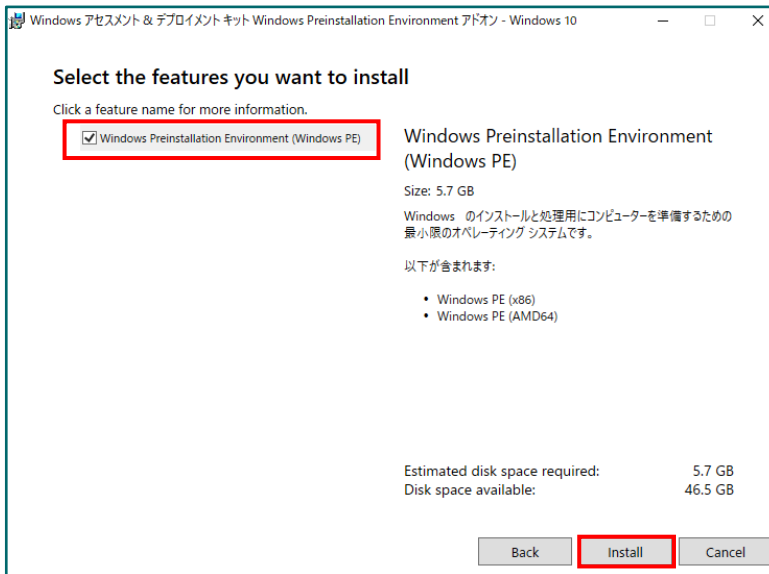 Windows アセスメント & デプロイメント キット Windows Preinstallation Environment アドオン - Windows 10
Select the features you want to install
Click a feature name for more information.
Windows Preinstallation Environment (Windows PE)
Windows Preinstallation Environment
(Windows PE)
Size: 5.7 GB
Windows のインストールと処理用にコンピューターを準備するための
最小限のオペレーティング システムです。
以下が含まれます:
• Windows PE (x86)
• Windows PE (AMD64)
Estimated disk space required: 5.7 GB
Disk space available: 46.5 GB
Back Install Cancel